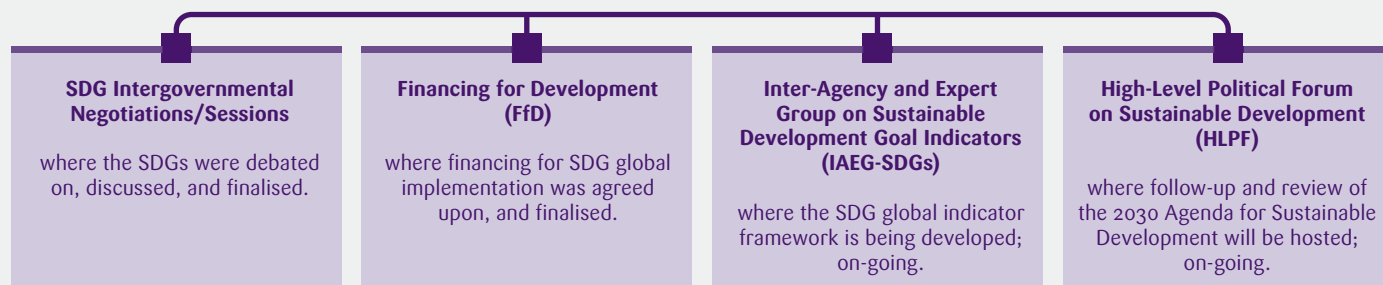 SDG Intergovernmental
Negotiations/Sessions
where the SDGs were debated
on, discussed, and finalised.
Financing for Development
(FfD)
where financing for SDG global
implementation was agreed
upon, and finalised.
Inter-Agency and Expert
Group on Sustainable
Development Goal Indicators
(IAEG-SDGs)
where the SDG global indicator
framework is being developed;
on-going.
High-Level Political Forum
on Sustainable Development
(HLPF)
where follow-up and review of
the 2030 Agenda for Sustainable
Development will be hosted;
on-going.